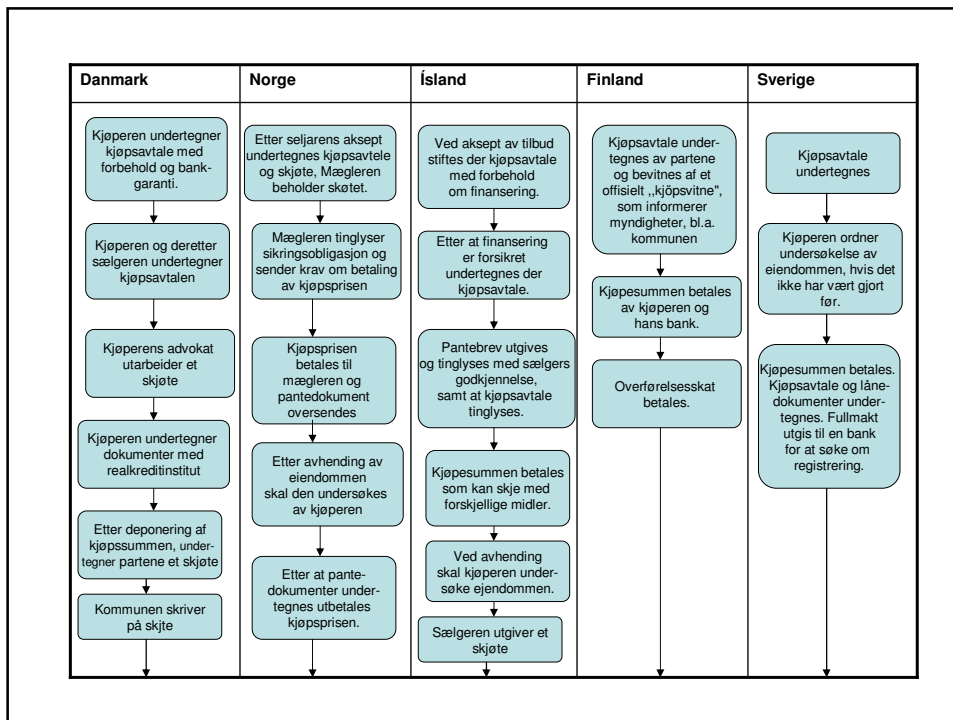 Danmark
Norge
Ísland
Finland
Sverige
Kjøperen undertegner
kjøpsavtale med
forbehold og bank-
garanti.
Kjøperen og deretter
sælgeren undertegner
kjøpsavtalen
Kjøperens advokat
utarbeider et
skjøte
Kjøperen undertegner
dokumenter med
realkreditinstitut
Etter deponering af
kjøpssummen, under-
tegner partene et skjøte
Kommunen skriver
på skjte
Etter seljarens aksept
undertegnes kjøpsavtele
og skjøte, Mægleren
beholder skøtet.
Mægleren tinglyser
sikringsobligasjon og
sender krav om betaling
av kjøpsprisen
Kjøpsprisen
betales til
mægleren og
pantedokument
oversendes
Etter avhending av
eiendommen
skal den undersøkes
av kjøperen
Etter at pante-
dokumenter under-
tegnes utbetales
kjøpsprisen.
Ved aksept av tilbud
stiftes der kjøpsavtale
med forbehold
om finansering.
Etter at finansering
er forsikret
undertegnes der
kjøpsavtale.
Pantebrev utgives
og tinglyses med sælgers
godkjennelse,
samt at kjøpsavtale
tinglyses.
Kjøpesummen betales
som kan skje med
forskjellige midler.
Ved avhending
skal kjøperen under-
søke ejendommen.
Sælgeren utgiver et
skjøte
Kjøpsavtale under-
tegnes av partene
og bevitnes af et
offisielt ,,kjöpsvitne",
som informerer
myndigheter, bl.a.
kommunen
Kjøpesummen betales
av kjøperen og
hans bank.
Overførelsesskat
betales.
Kjøpsavtale
undertegnes
Kjøperen ordner
undersøkelse av
eiendommen, hvis det
ikke har vært gjort
før.
Kjøpesummen betales.
Kjøpsavtale og låne-
dokumenter under-
tegnes. Fullmakt
utgis til en bank
for at søke om
registrering.